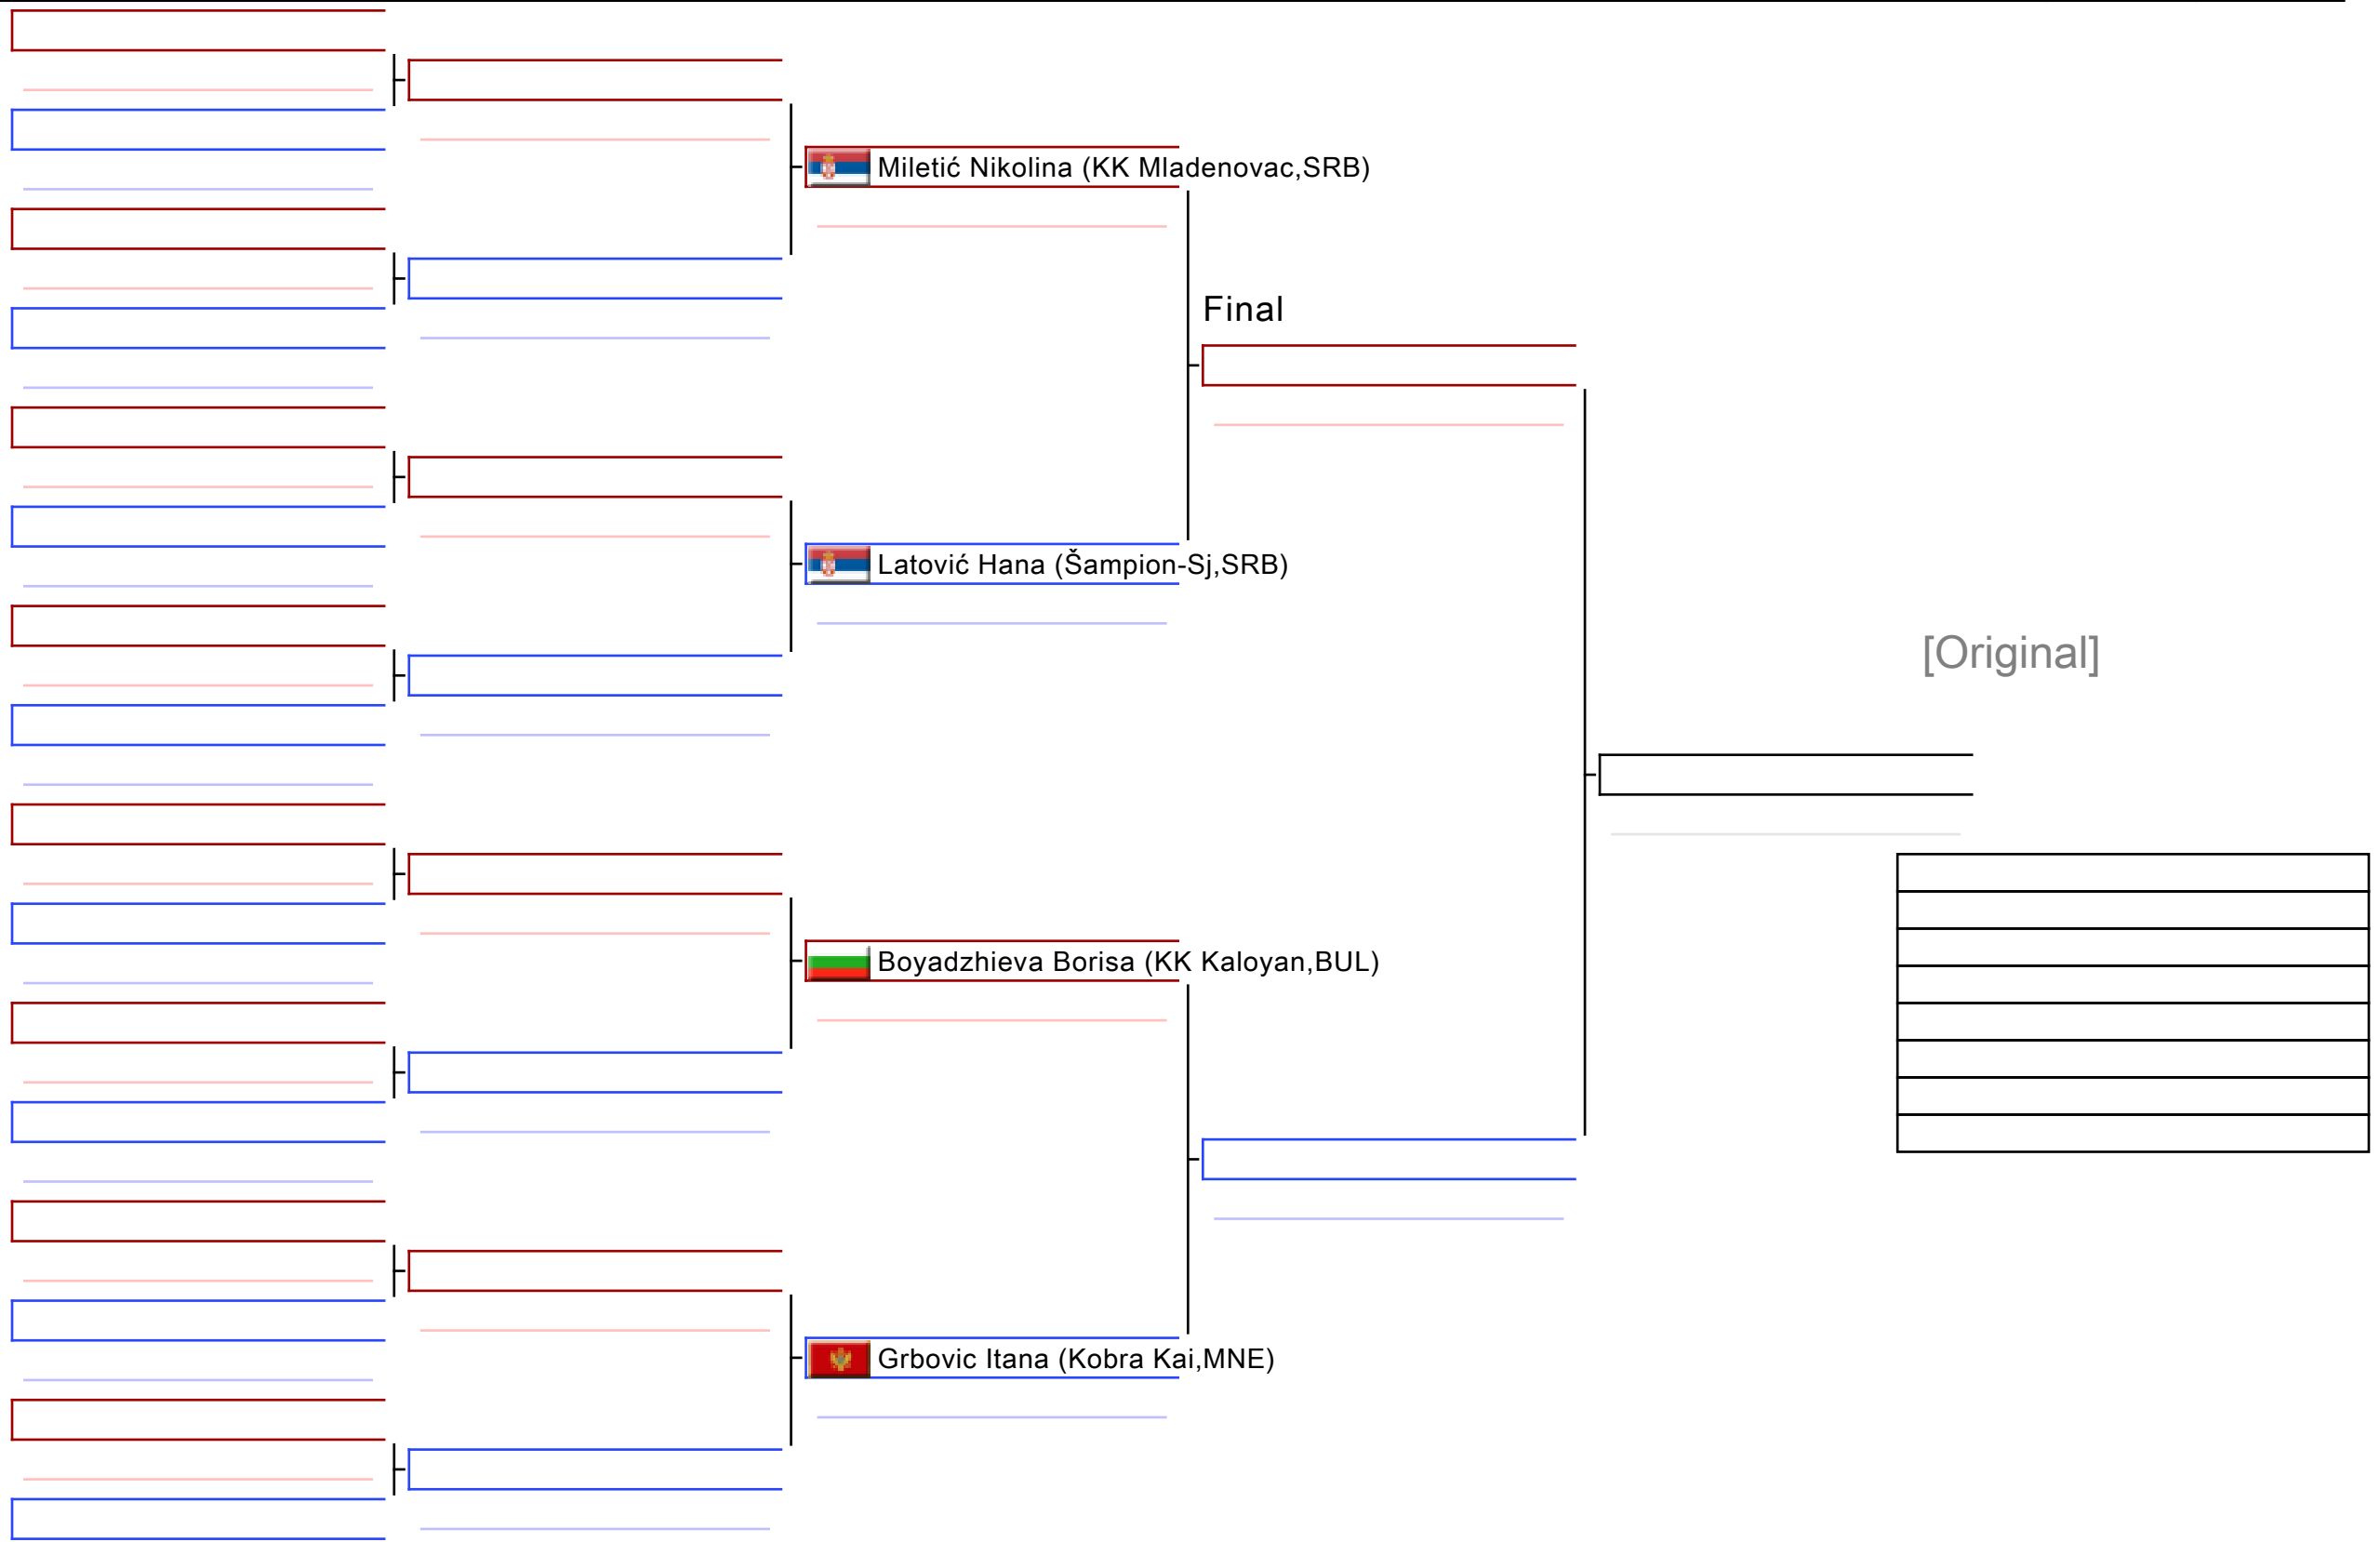 Miletić Nikolina (KK Mladenovac,SRB)
Final
Latović Hana (Šampion-Sj,SRB)
[Original]
Boyadzhieva Borisa (KK Kaloyan,BUL)
Grbovic Itana (Kobra Kai,MNE)